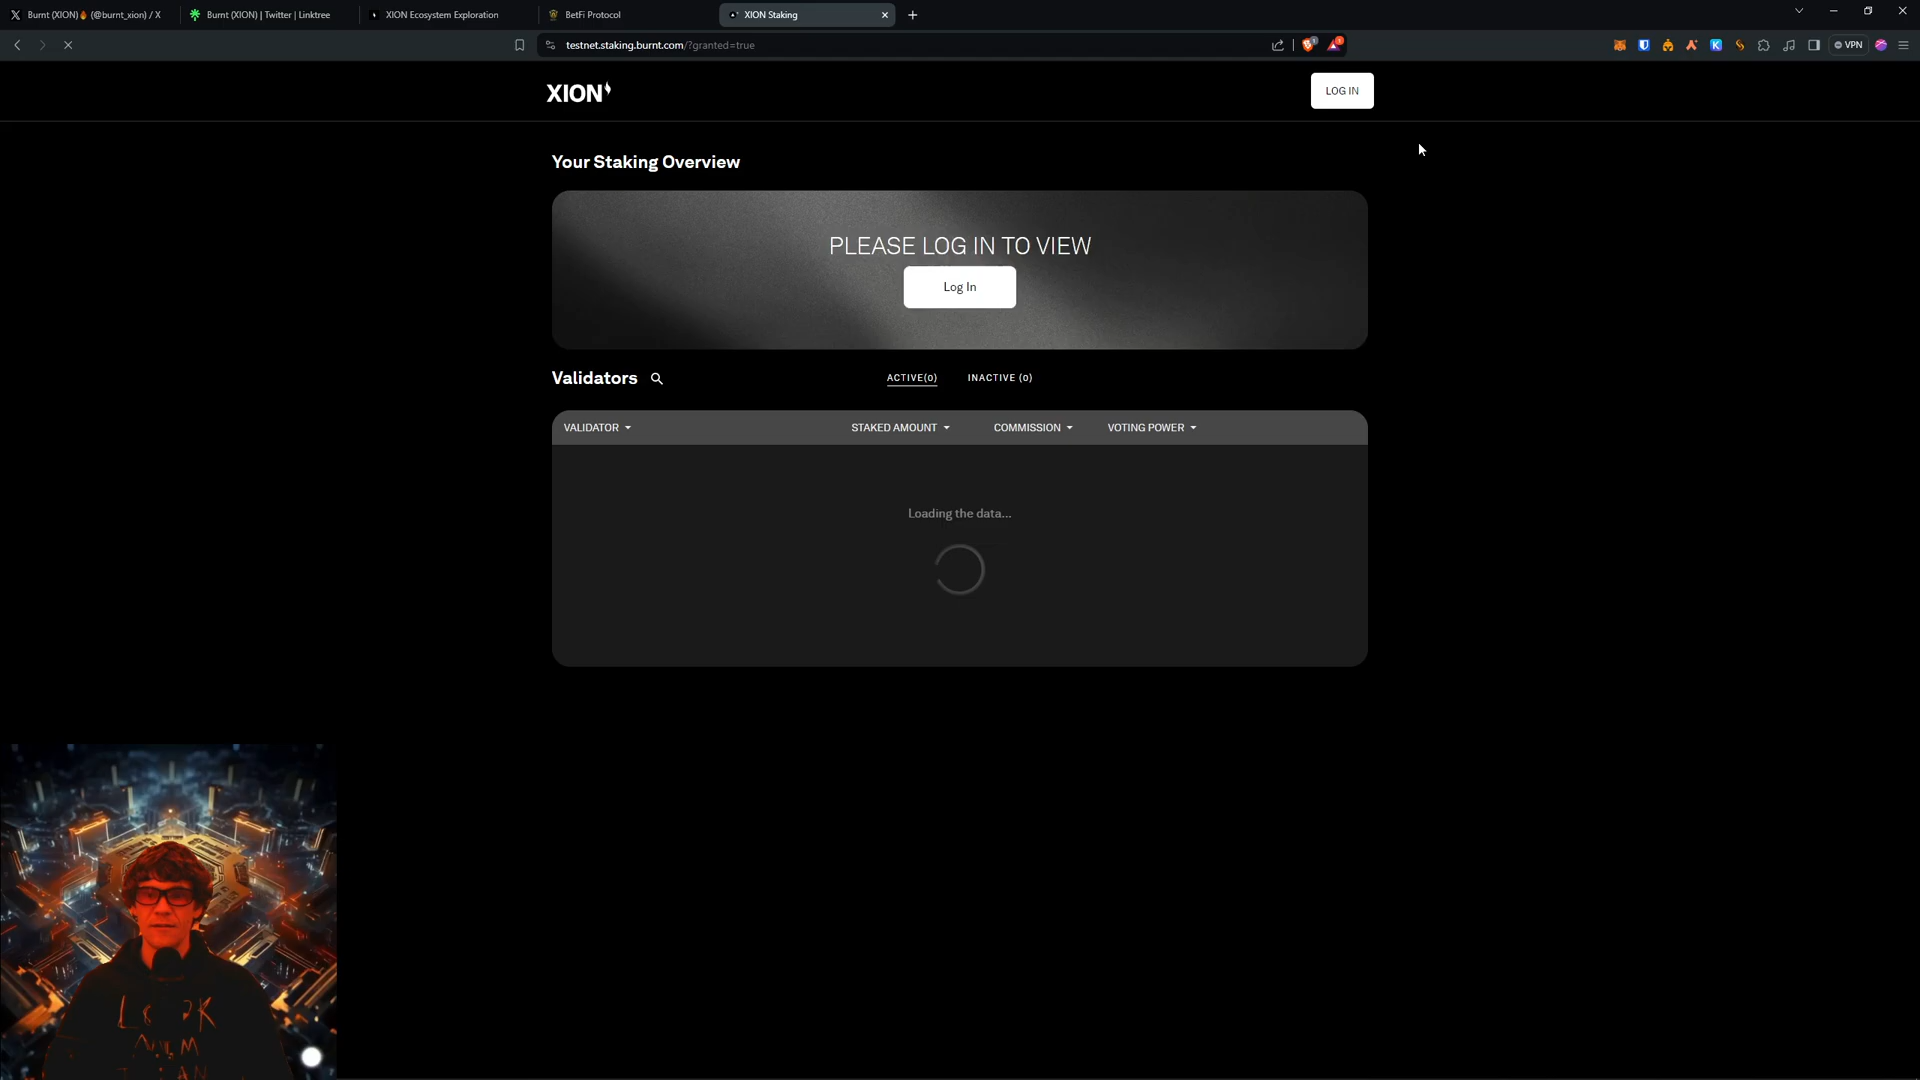 Burnt (XION)🔥 (@burnt_xion) / X
Burnt (XION) | Twitter | Linktree
XION Ecosystem Exploration
BetFi Protocol
XION Staking
testnet.staking.burnt.com/?granted=true
VPN
XION
LOG IN
Your Staking Overview
PLEASE LOG IN TO VIEW
Log In
Validators
ACTIVE(0)
INACTIVE (0)
VALIDATOR
STAKED AMOUNT
COMMISSION
VOTING POWER
Loading the data...